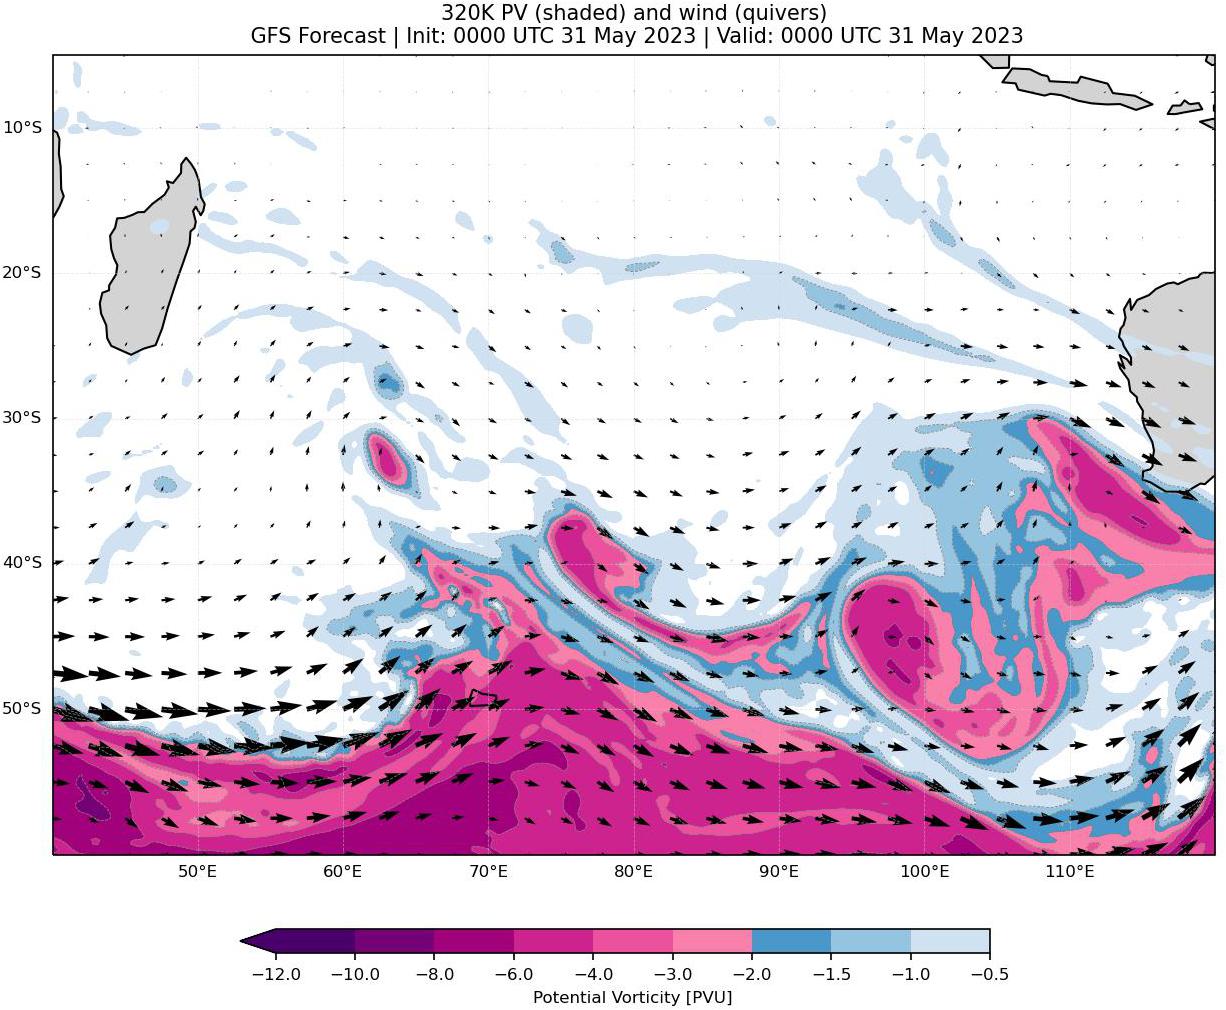 320K PV (shaded) and wind (quivers)
GFS Forecast | Init: 0000 UTC 31 May 2023 | Valid: 0000 UTC 31 May 2023
10°S
20°S
30°S
40°S
50°S
50°E 60°E 70°E 80°E 90°E 100°E 110°E
−12.0 −10.0 −8.0 −6.0 −4.0 −3.0 −2.0 −1.5 −1.0 −0.5
Potential Vorticity [PVU]